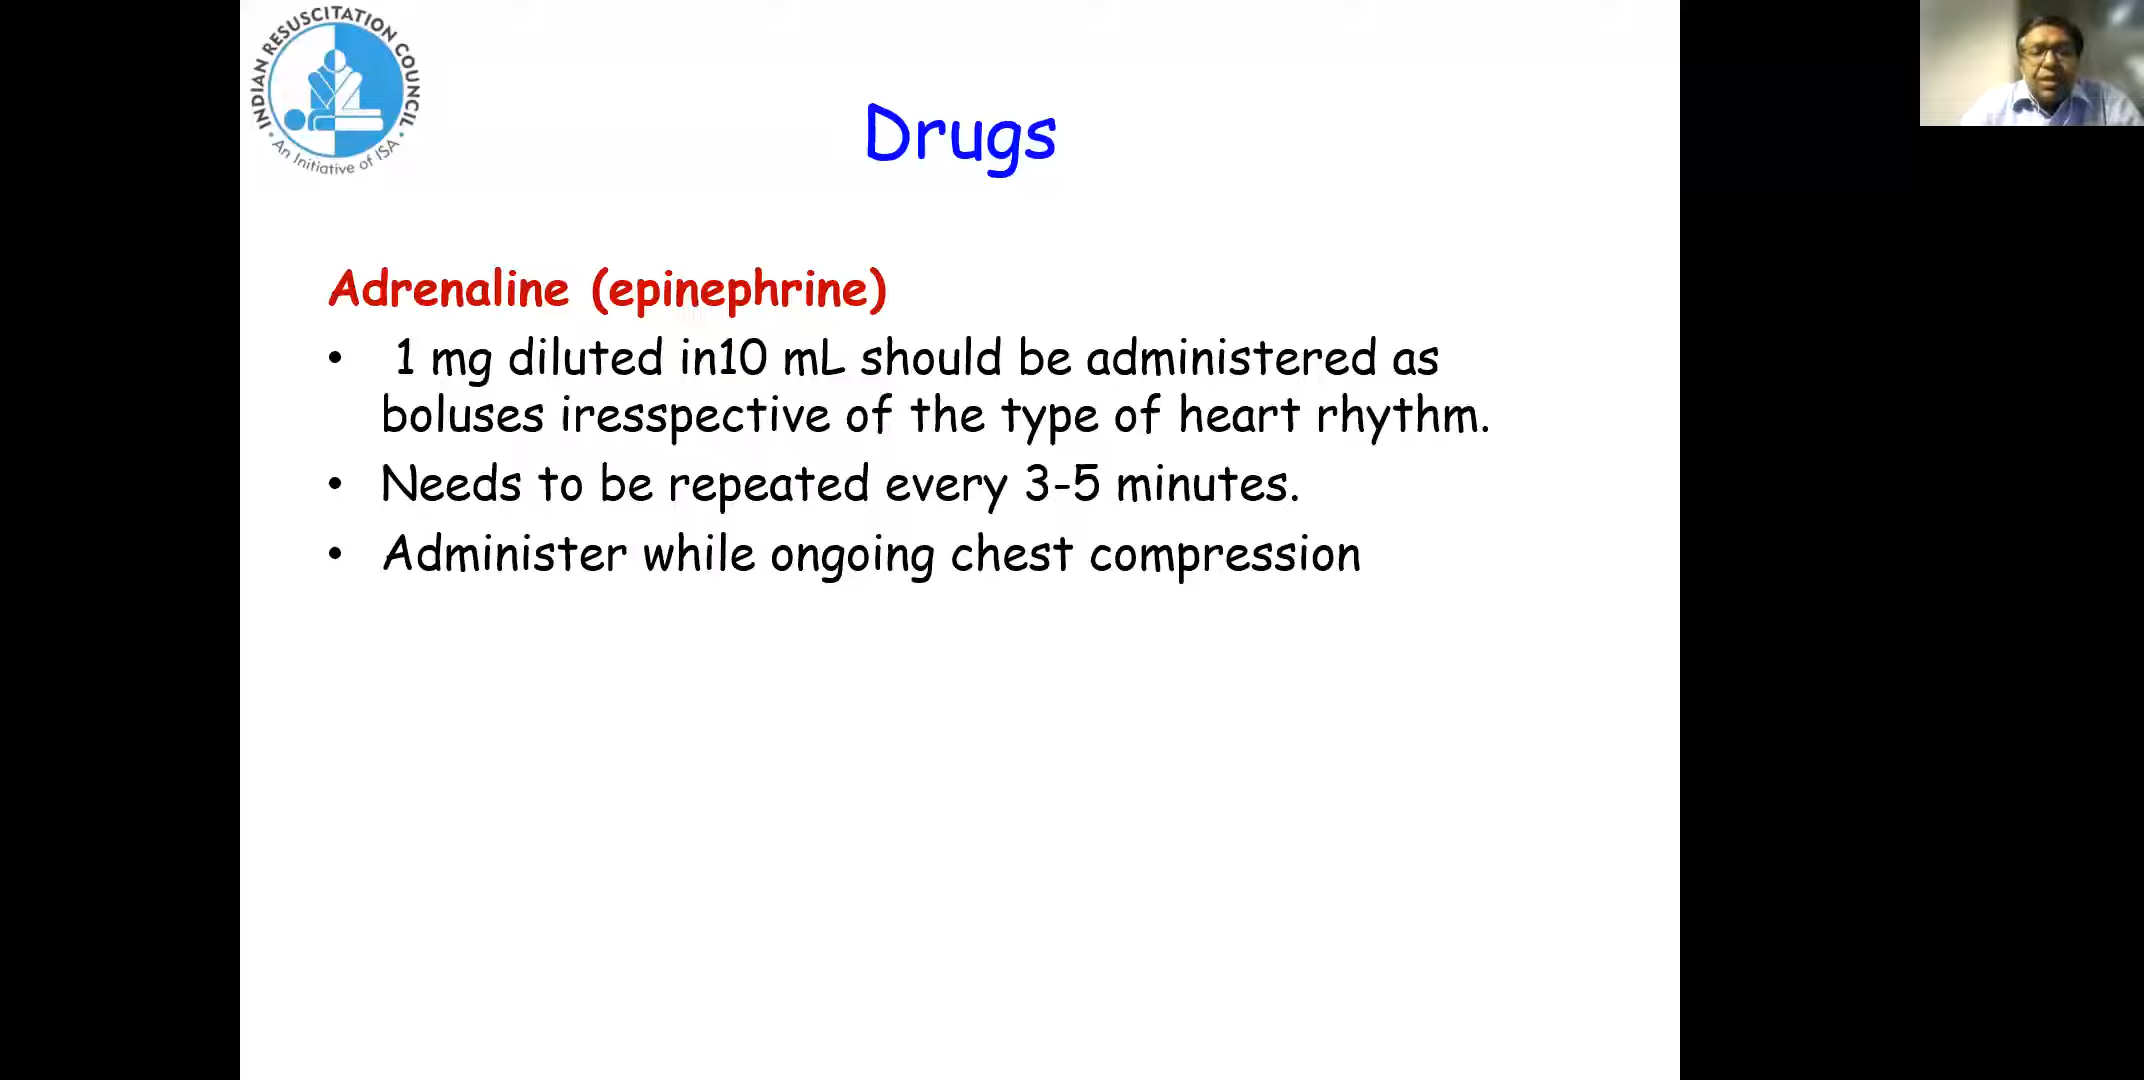 INDIAN RESUSCITATION COUNCIL
An Initiative of ISA
Drugs
Adrenaline (epinephrine)
• 1 mg diluted in10 mL should be administered as
boluses iresspective of the type of heart rhythm.
• Needs to be repeated every 3-5 minutes.
• Administer while ongoing chest compression